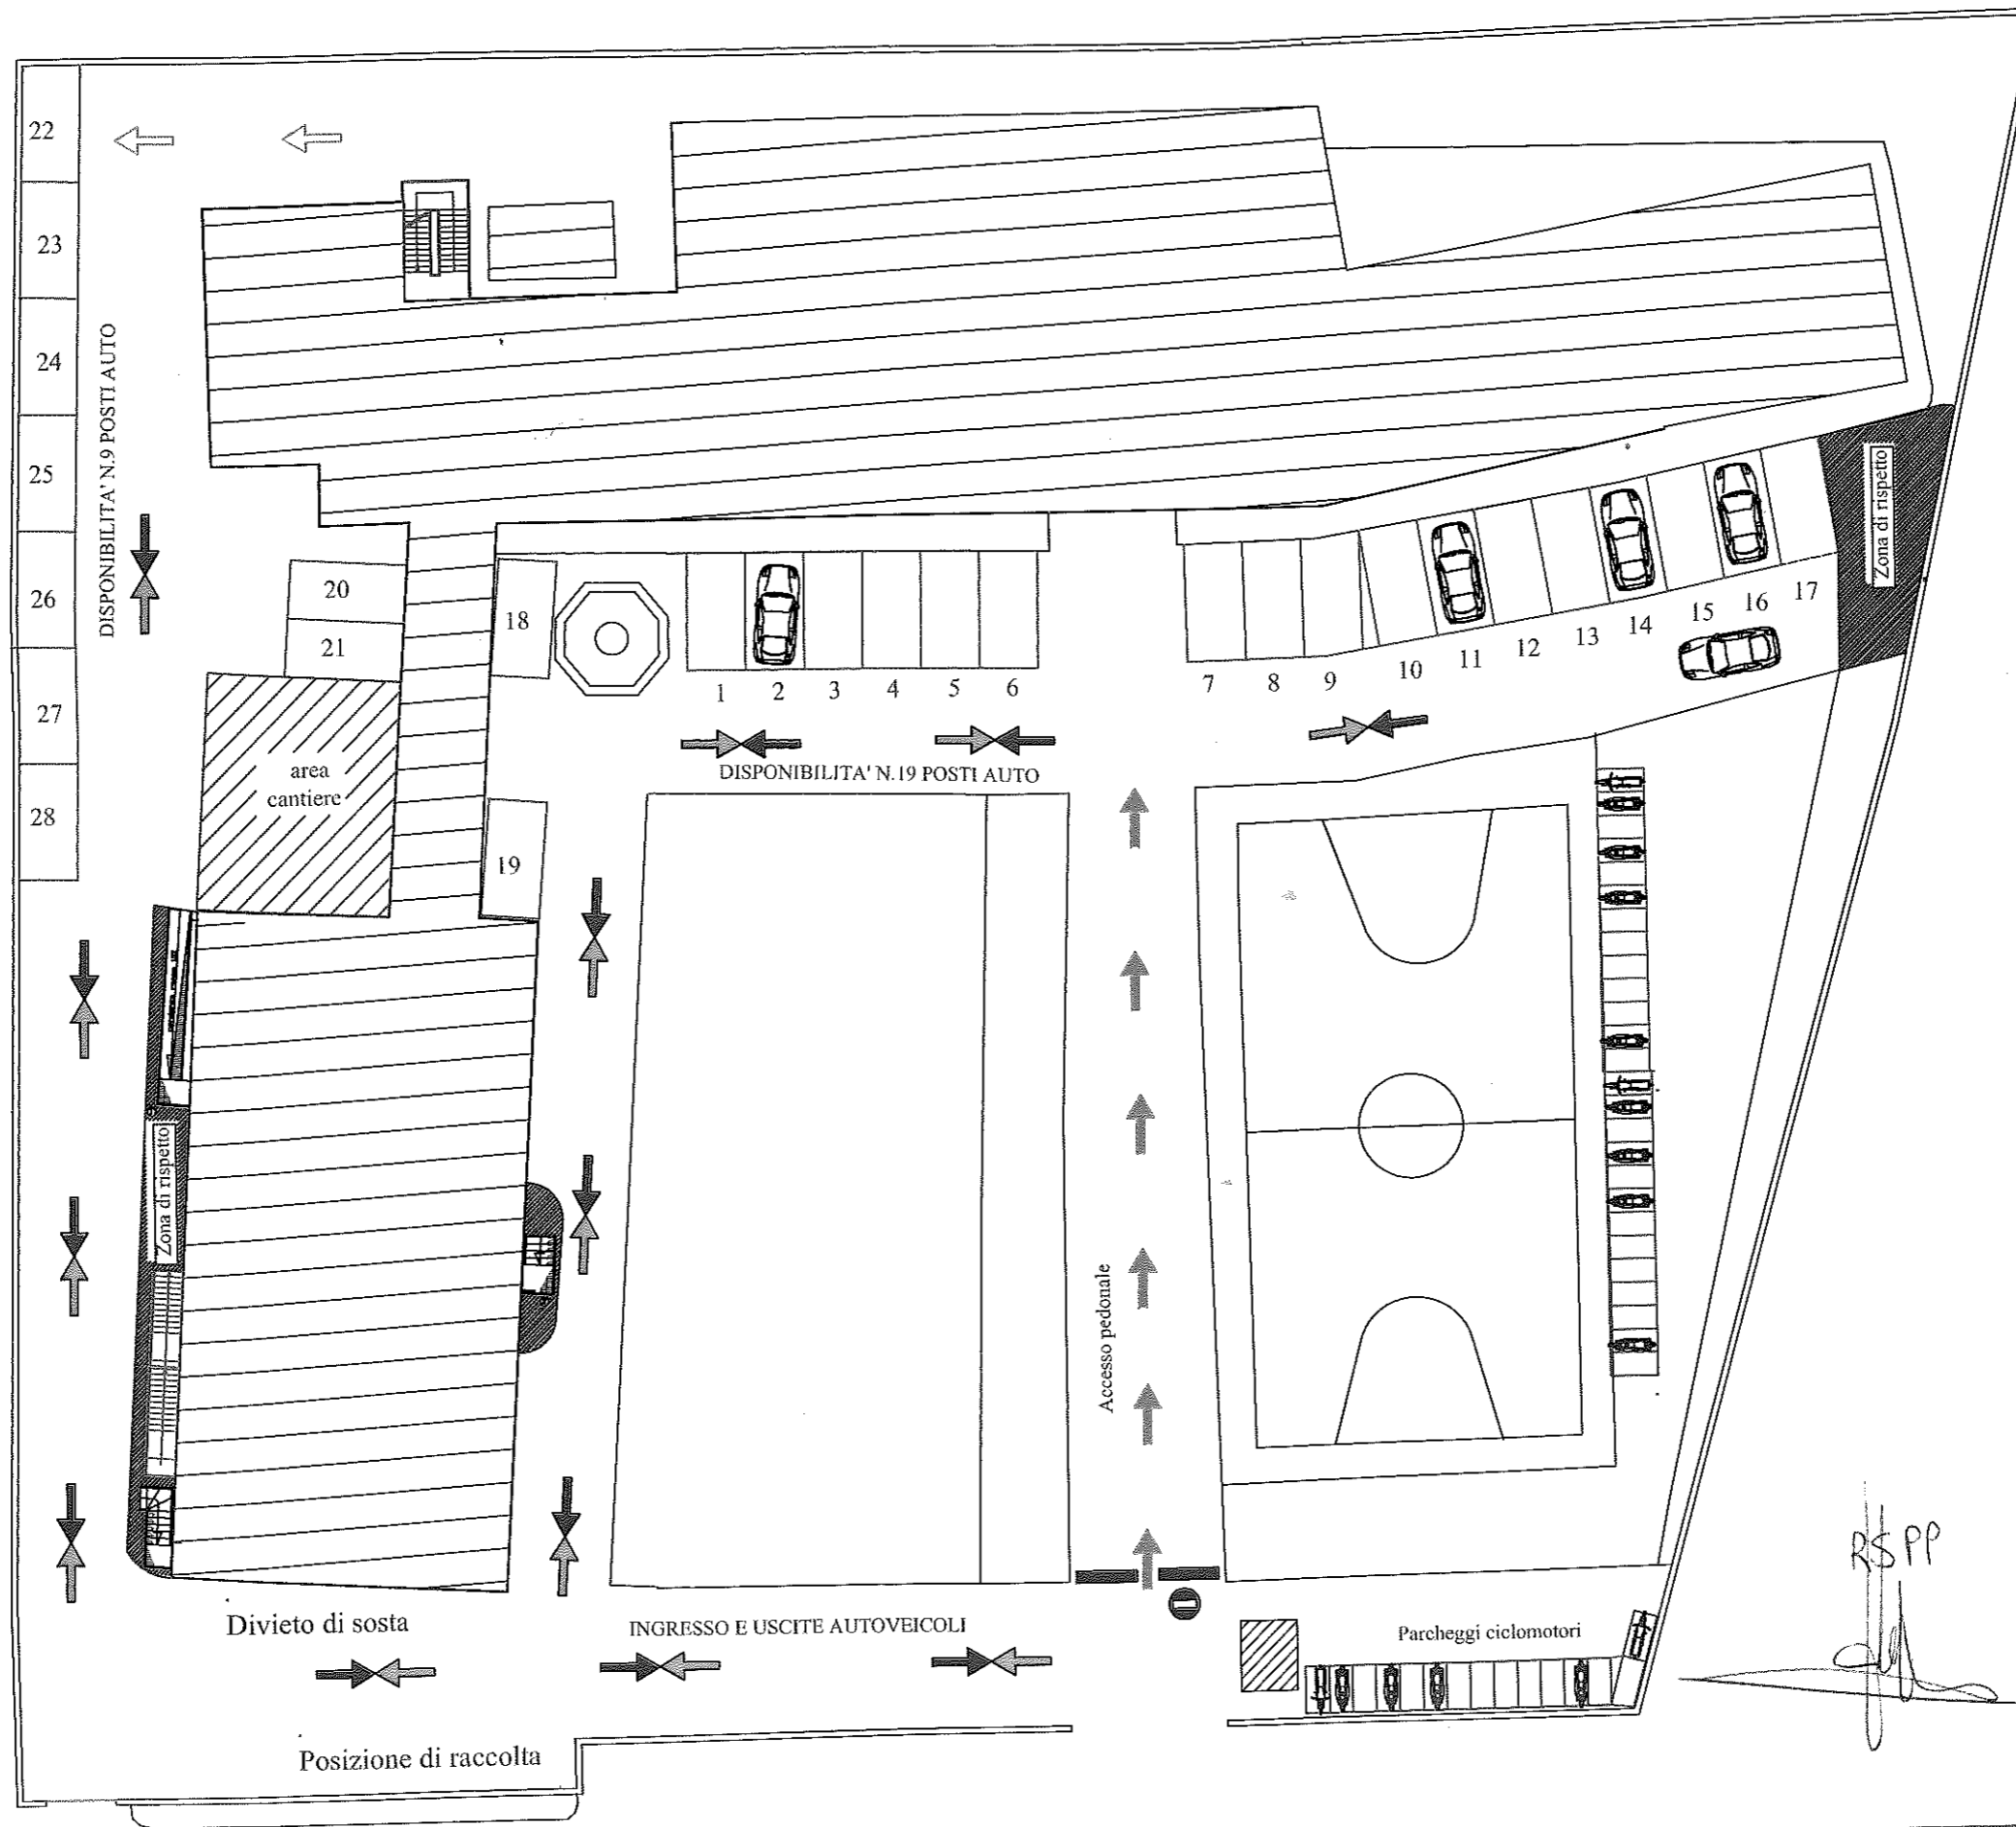 22
23
24
25
26
27
28
DISPONIBILITA' N.9 POSTI AUTO
20
21
18
19
area
cantiere
1 2 3 4 5 6
7 8 9 10 11 12 13 14 15 16 17
DISPONIBILITA' N.19 POSTI AUTO
Zona di rispetto
Zona di rispetto
Accesso pedonale
Divieto di sosta
INGRESSO E USCITE AUTOVEICOLI
Parcheggi ciclomotori
Posizione di raccolta
RSPP